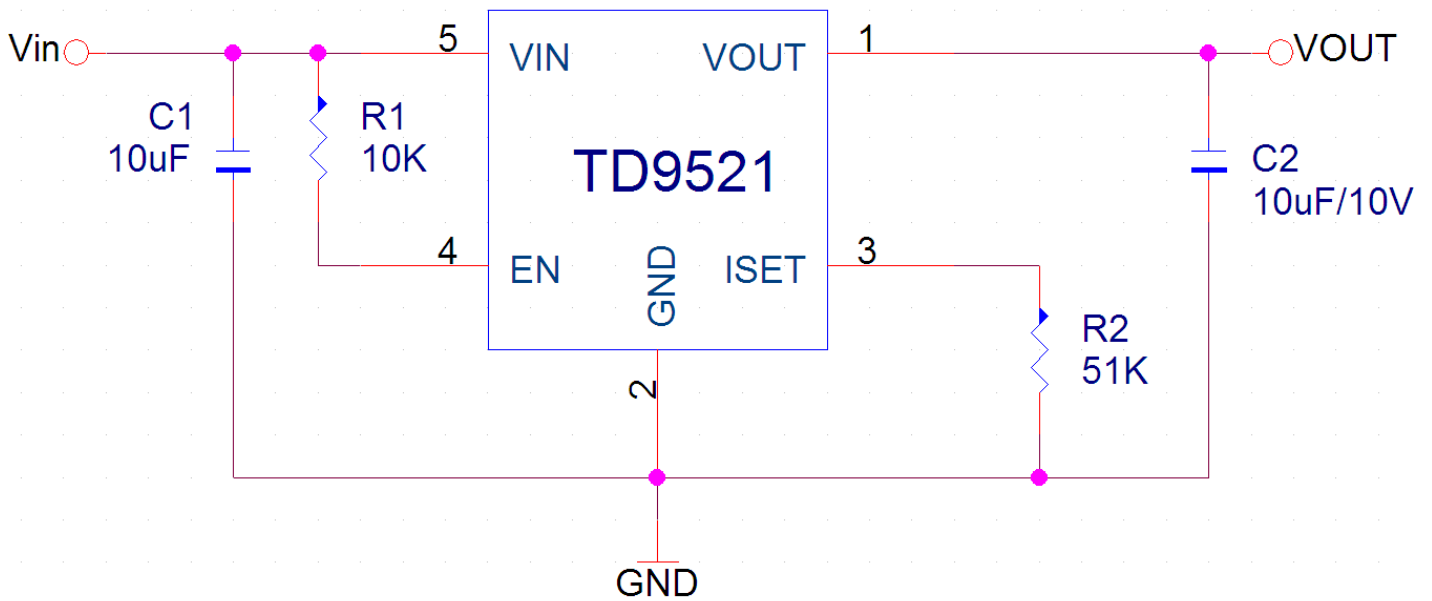 Vin
5
VIN
VOUT
1
VOUT
C1
10uF
R1
10K
TD9521
C2
10uF/10V
4
EN
GND
ISET
3
R2
51K
2
GND